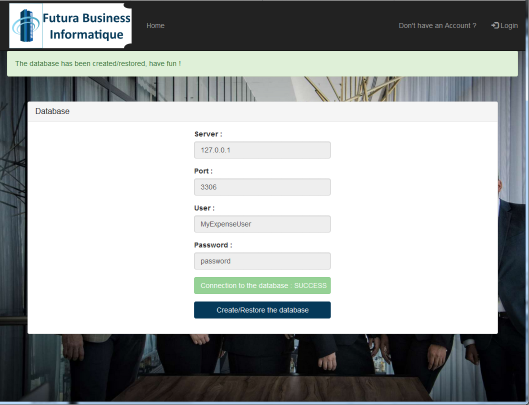 Futura Business
Informatique
Home
Don't have an Account ?
Login
The database has been created/restored, have fun !
Database
Server :
127.0.0.1
Port :
3306
User :
MyExpenseUser
Password :
password
Connection to the database : SUCCESS
Create/Restore the database